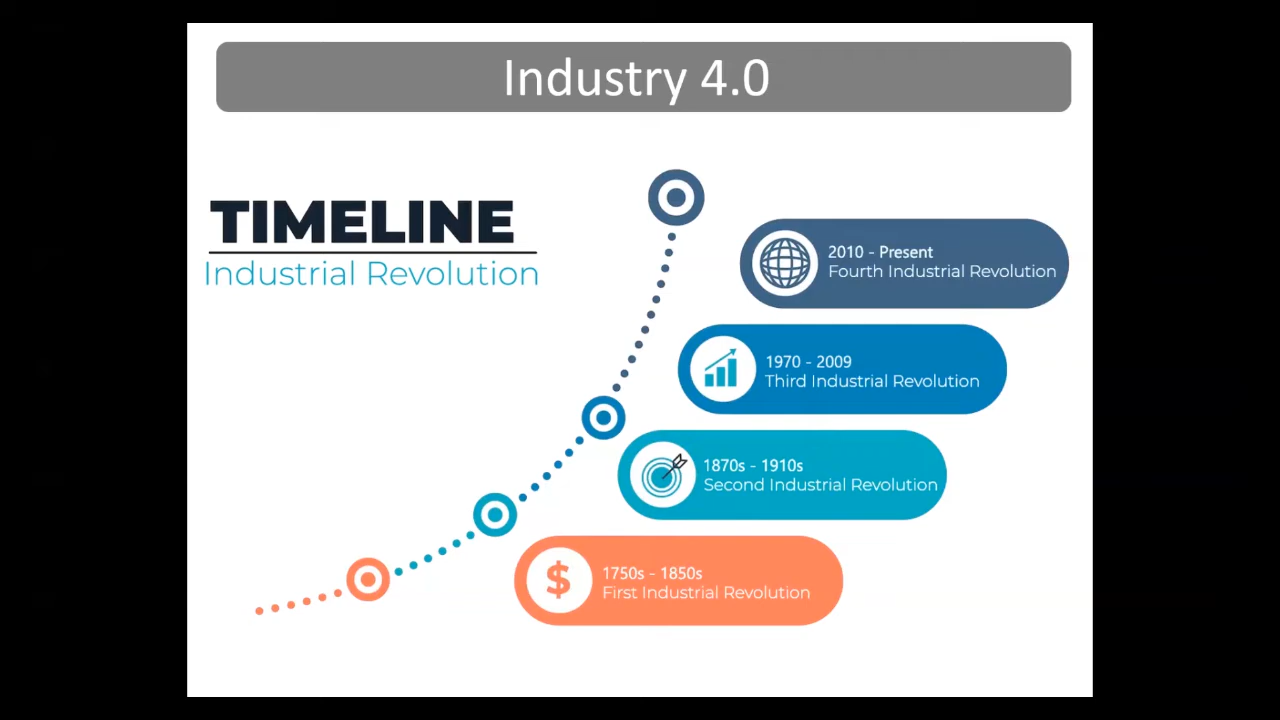 Industry 4.0
TIMELINE
Industrial Revolution
2010 - Present
Fourth Industrial Revolution
1970 - 2009
Third Industrial Revolution
1870s - 1910s
Second Industrial Revolution
$
1750s - 1850s
First Industrial Revolution